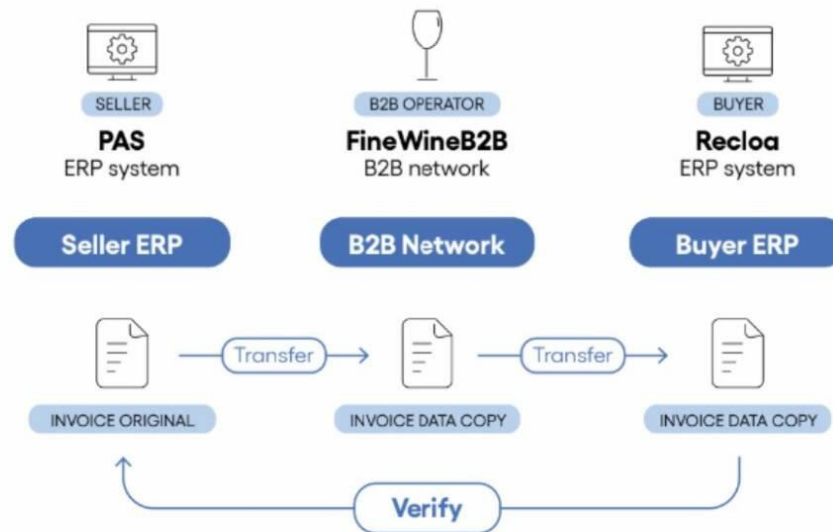 SELLER
B2B OPERATOR
BUYER
PAS
FineWineB2B
Recloa
ERP system
B2B network
ERP system
Seller ERP
B2B Network
Buyer ERP
Transfer
Transfer
INVOICE ORIGINAL
INVOICE DATA COPY
INVOICE DATA COPY
Verify